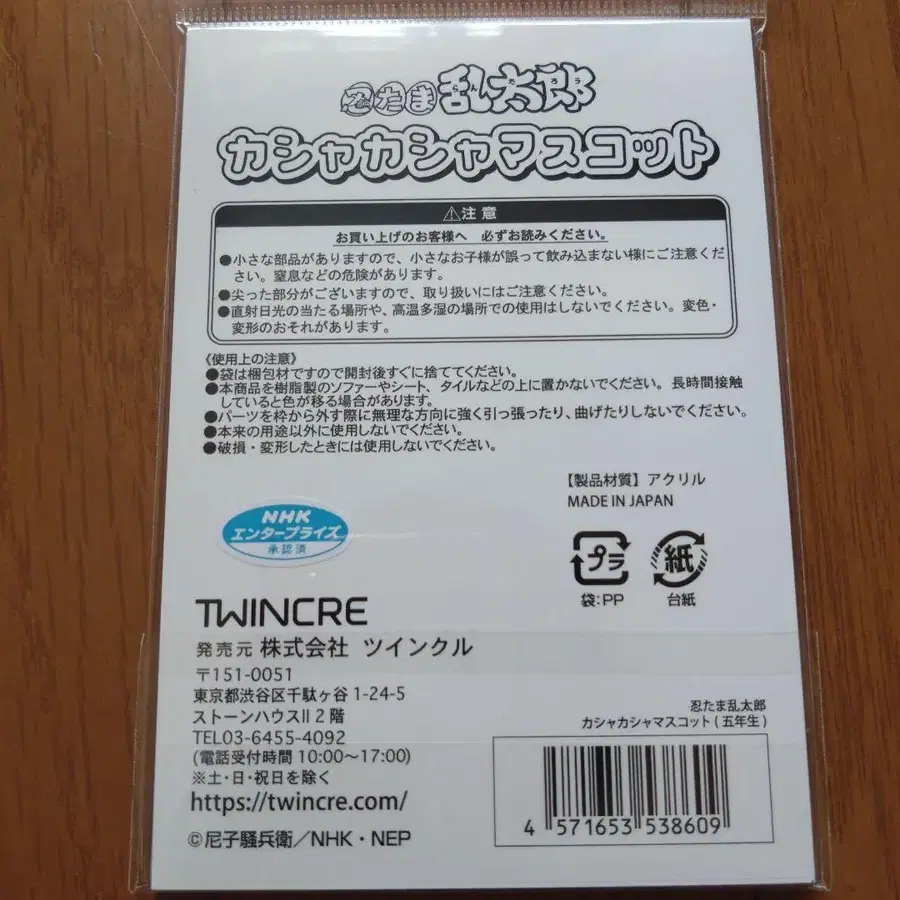 忍たま乱太郎
らんたろう
カシャカシャマスコット
⚠注意
お買い上げのお客様へ 必ずお読みください。
●小さな部品がありますので、小さなお子様が誤って飲み込まない様にご注意くだ
さい。窒息などの危険があります。
●尖った部分がございますので、取り扱いにはご注意ください。
●直射日光の当たる場所や、高温多湿の場所での使用はしないでください。変色・
変形のおそれがあります。
《使用上の注意》
●袋は梱包材ですので開封後すぐに捨ててください。
●本商品を樹脂製のソファーやシート、タイルなどの上に置かないでください。長時間接触
していると色が移る場合があります。
●パーツを枠から外す際に無理な方向に強く引っ張ったり、曲げたりしないでください。
●本来の用途以外に使用しないでください。
●破損・変形したときには使用しないでください。
【製品材質】アクリル
MADE IN JAPAN
NHK
エンタープライズ
承認済
プラ
袋:PP
紙
台紙
TWINCRE
発売元 株式会社 ツインクル
〒151-0051
東京都渋谷区千駄ヶ谷1-24-5
ストーンハウスII 2階
TEL03-6455-4092
(電話受付時間 10:00〜17:00)
※土・日・祝日を除く
https://twincre.com/
©尼子騒兵衛/NHK・NEP
忍たま乱太郎
カシャカシャマスコット(五年生)
4 571653 538609